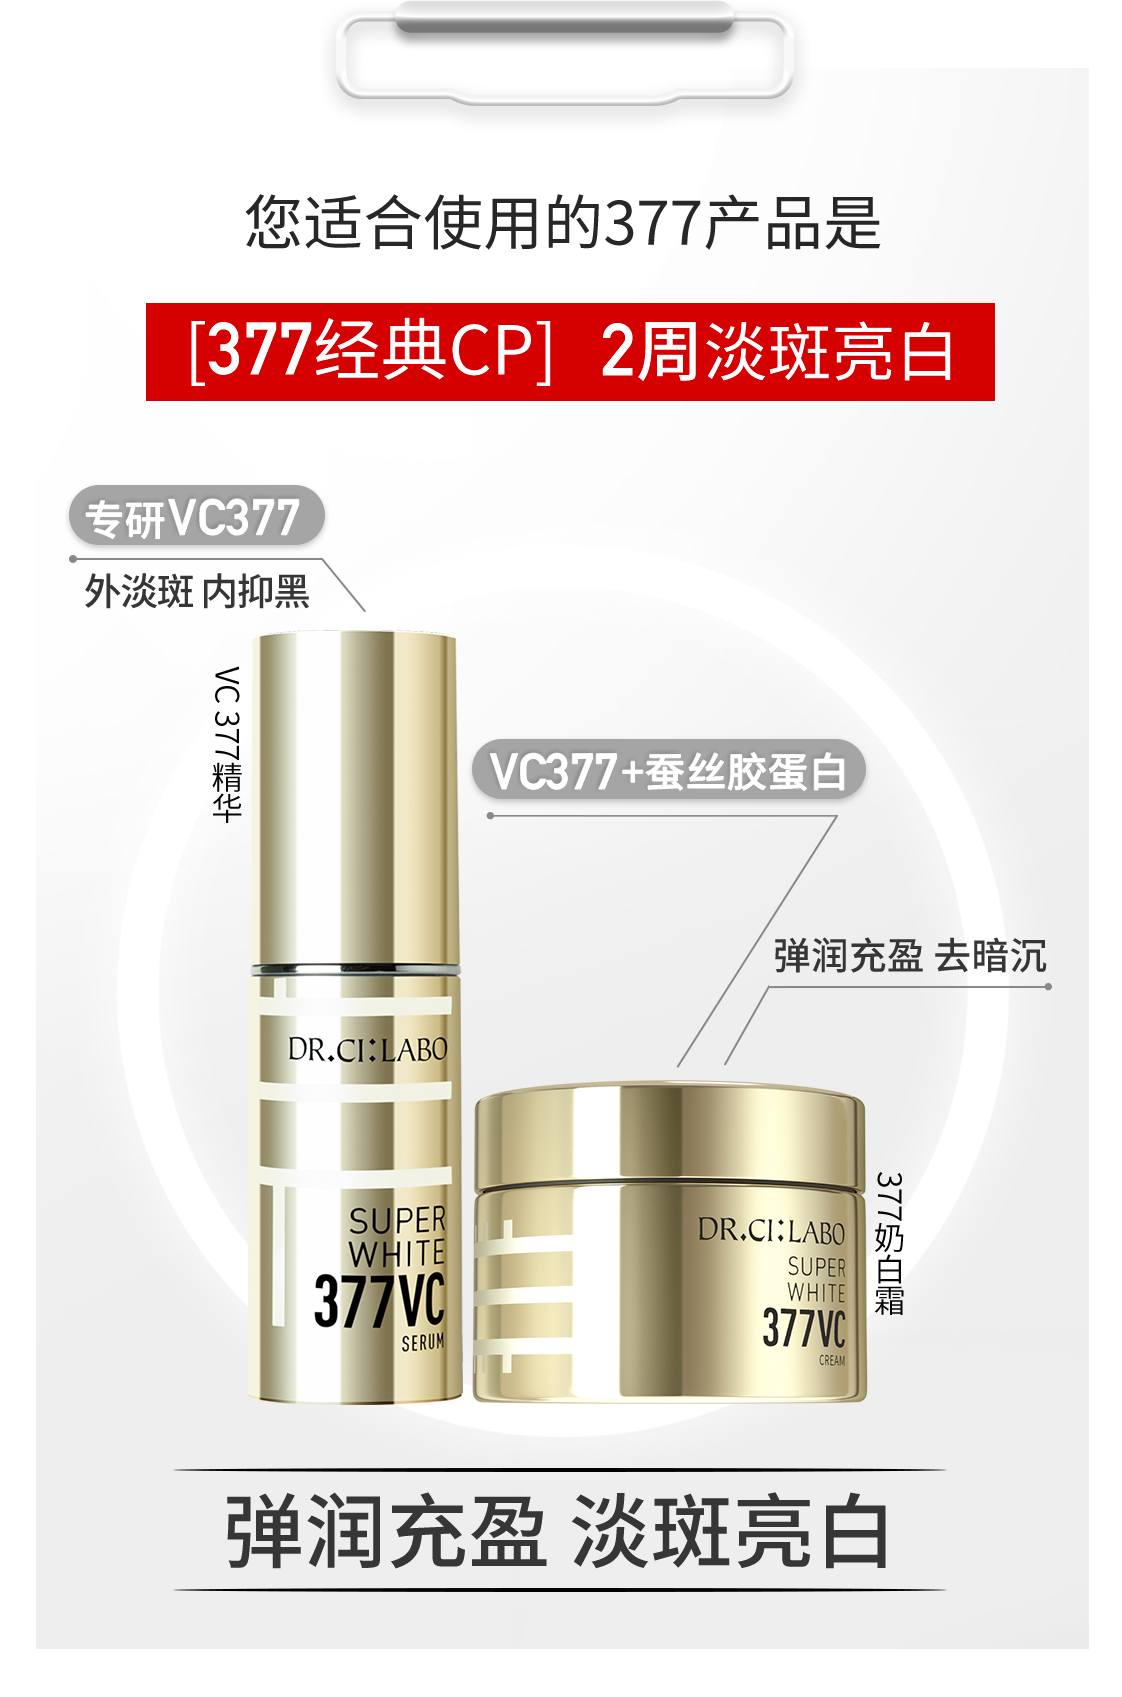 您适合使用的377产品是
[377经典CP] 2周淡斑亮白
专研VC377
外淡斑 内抑黑
VC 377精华
VC377+蚕丝胶蛋白
弹润充盈 去暗沉
DR.CI:LABO
SUPER
WHITE
377VC
SERUM
DR.CI:LABO
SUPER
WHITE
377VC
CREAM
377奶白霜
弹润充盈 淡斑亮白